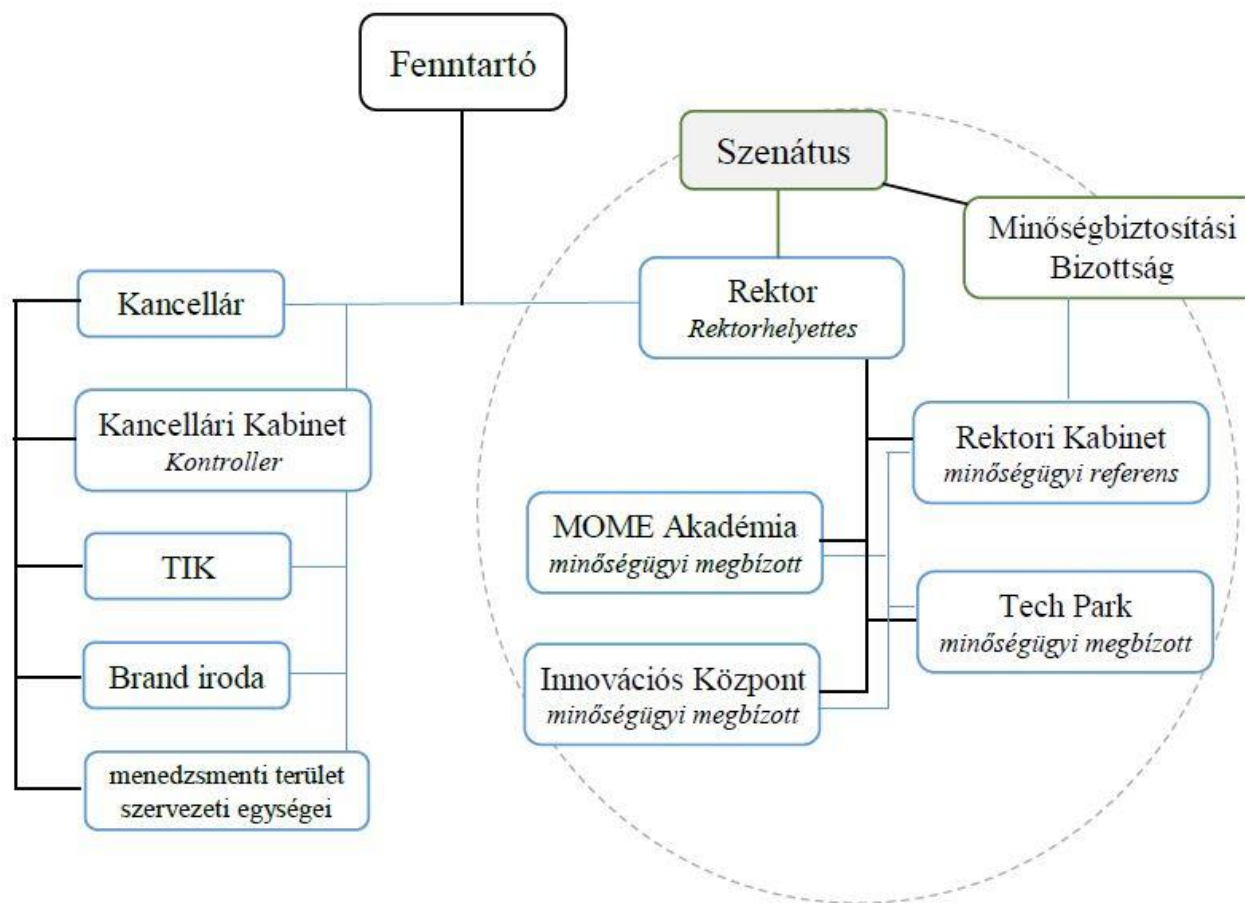 Fenntartó
Szenátus
Minőségbiztosítási
Bizottság
Kancellár
Rektor
Rektorhelyettes
Kancellári Kabinet
Kontroller
Rektori Kabinet
minőségügyi referens
MOME Akadémia
minőségügyi megbízott
TIK
Tech Park
minőségügyi megbízott
Brand iroda
Innovációs Központ
minőségügyi megbízott
menedzsmenti terület
szervezeti egységei